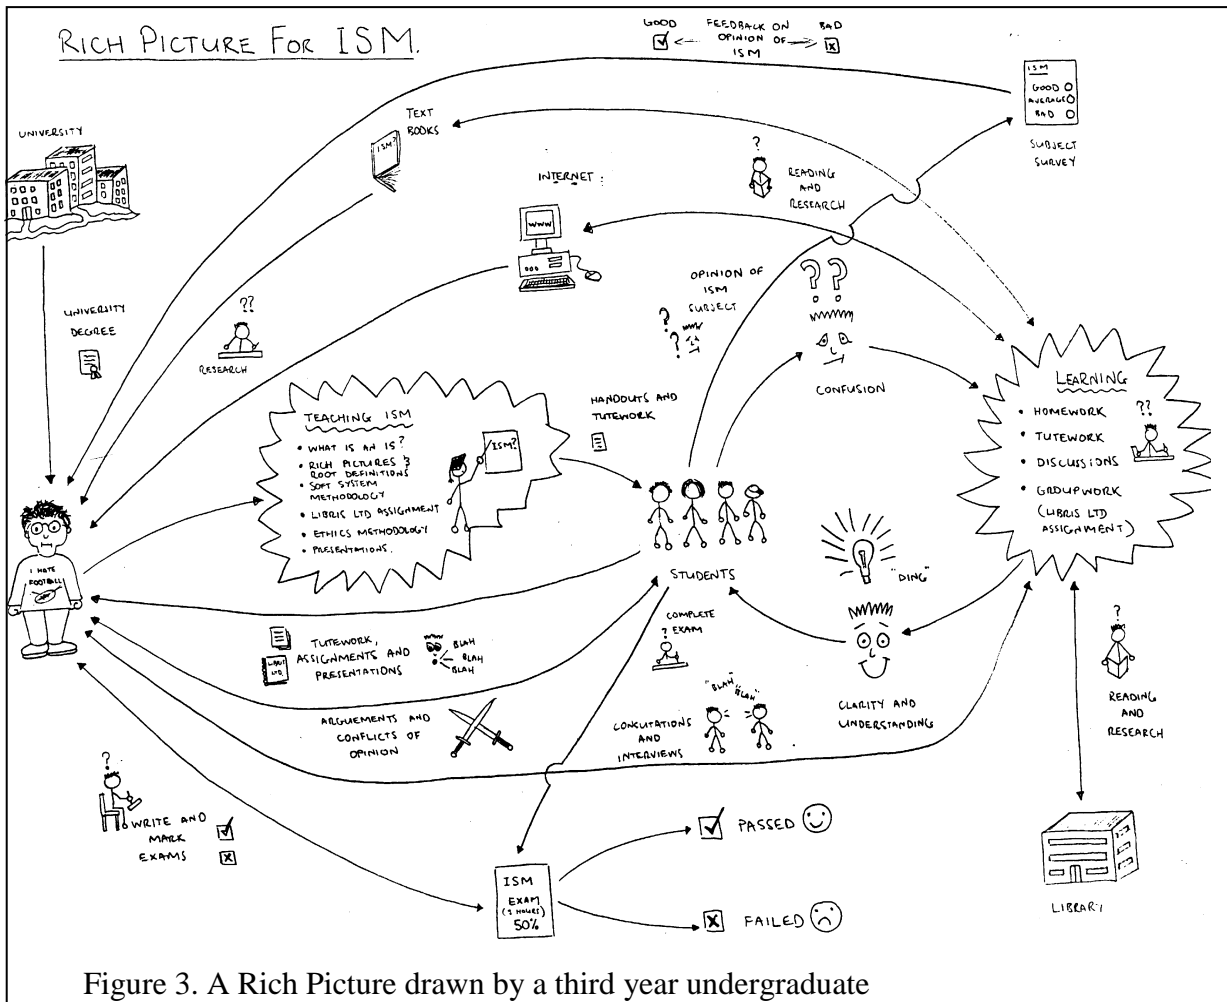 RICH PICTURE FOR ISM.
GOOD
FEEDBACK ON
OPINION OF
ISM
BAD
ISM
GOOD
AVERAGE
BAD
SUBJECT
SURVEY
UNIVERSITY
TEXT
BOOKS
ISM?
INTERNET :
WWW
?
READING
AND
RESEARCH
UNIVERSITY
DEGREE
??
RESEARCH
OPINION OF
ISM
SUBJECT
?
?
??
CONFUSION
TEACHING ISM
• WHAT IS AN IS?
• RICH PICTURES &
ROOT DEFINITIONS
• SOFT SYSTEM
METHODOLOGY
• LIBRIS LTD ASSIGNMENT
• ETHICS METHODOLOGY
• PRESENTATIONS.
ISM?
HANDOUTS AND
TUTEWORK
LEARNING
• HOMEWORK
• TUTEWORK
• DISCUSSIONS
• GROUPWORK
(LIBRIS LTD
ASSIGNMENT)
??
I HATE
FOOTBALL
STUDENTS
"DING"
COMPLETE
EXAM
?
TUTEWORK,
ASSIGNMENTS AND
PRESENTATIONS
LIBRIS
LTD
BLAH
BLAH
BLAH
ARGUEMENTS AND
CONFLICTS OF
OPINION
CONSUTATIONS
AND
INTERVIEWS
"BLAH"
"BLAH"
CLARITY AND
UNDERSTANDING
?
READING
AND
RESEARCH
?
WRITE AND
MARK
EXAMS
ISM
EXAM
(3 HOURS)
50%
PASSED
FAILED
LIBRARY
Figure 3. A Rich Picture drawn by a third year undergraduate